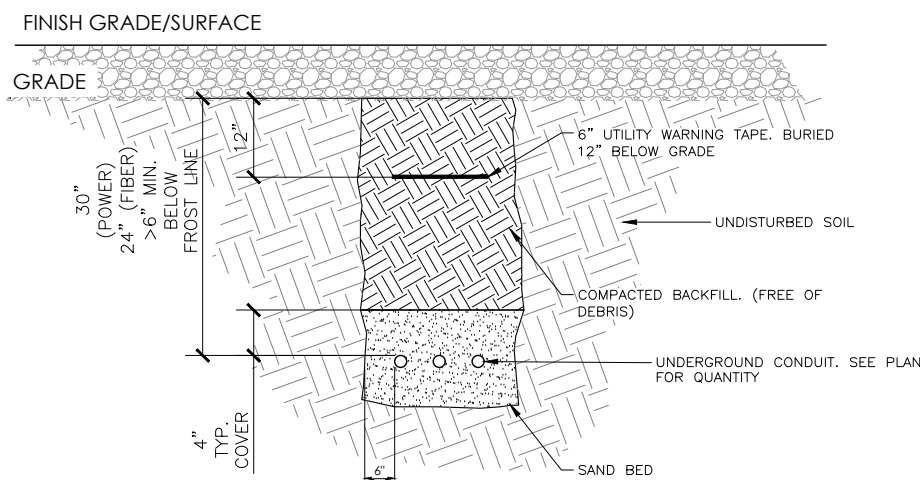 FINISH GRADE/SURFACE
GRADE
12"
30"
(POWER)
24" (FIBER)
>6" MIN.
BELOW
FROST LINE
6" UTILITY WARNING TAPE. BURIED
12" BELOW GRADE
UNDISTURBED SOIL
COMPACTED BACKFILL. (FREE OF
DEBRIS)
UNDERGROUND CONDUIT. SEE PLAN
FOR QUANTITY
4"
TYP.
COVER
6"
SAND BED